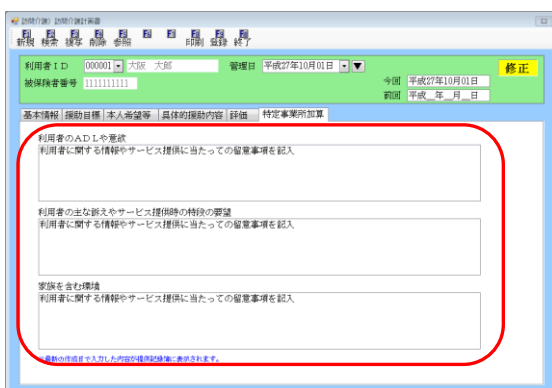 訪問介護) 訪問介護計画書
新規 検索 複写 削除 参照 印刷 登録 終了
利用者ID 000001 大阪 太郎 管理日 平成27年10月01日 修正
被保険者番号 1111111111 今回 平成27年10月01日
前回 平成__年__月__日
基本情報 援助目標 本人希望等 具体的援助内容 評価 特定事業所加算
利用者のADLや意欲
利用者に関する情報やサービス提供に当たっての留意事項を記入
利用者の主な訴えやサービス提供時の特段の要望
利用者に関する情報やサービス提供に当たっての留意事項を記入
家族を含む環境
利用者に関する情報やサービス提供に当たっての留意事項を記入
※最新の作成日で入力した内容が提供記録簿に表示されます。